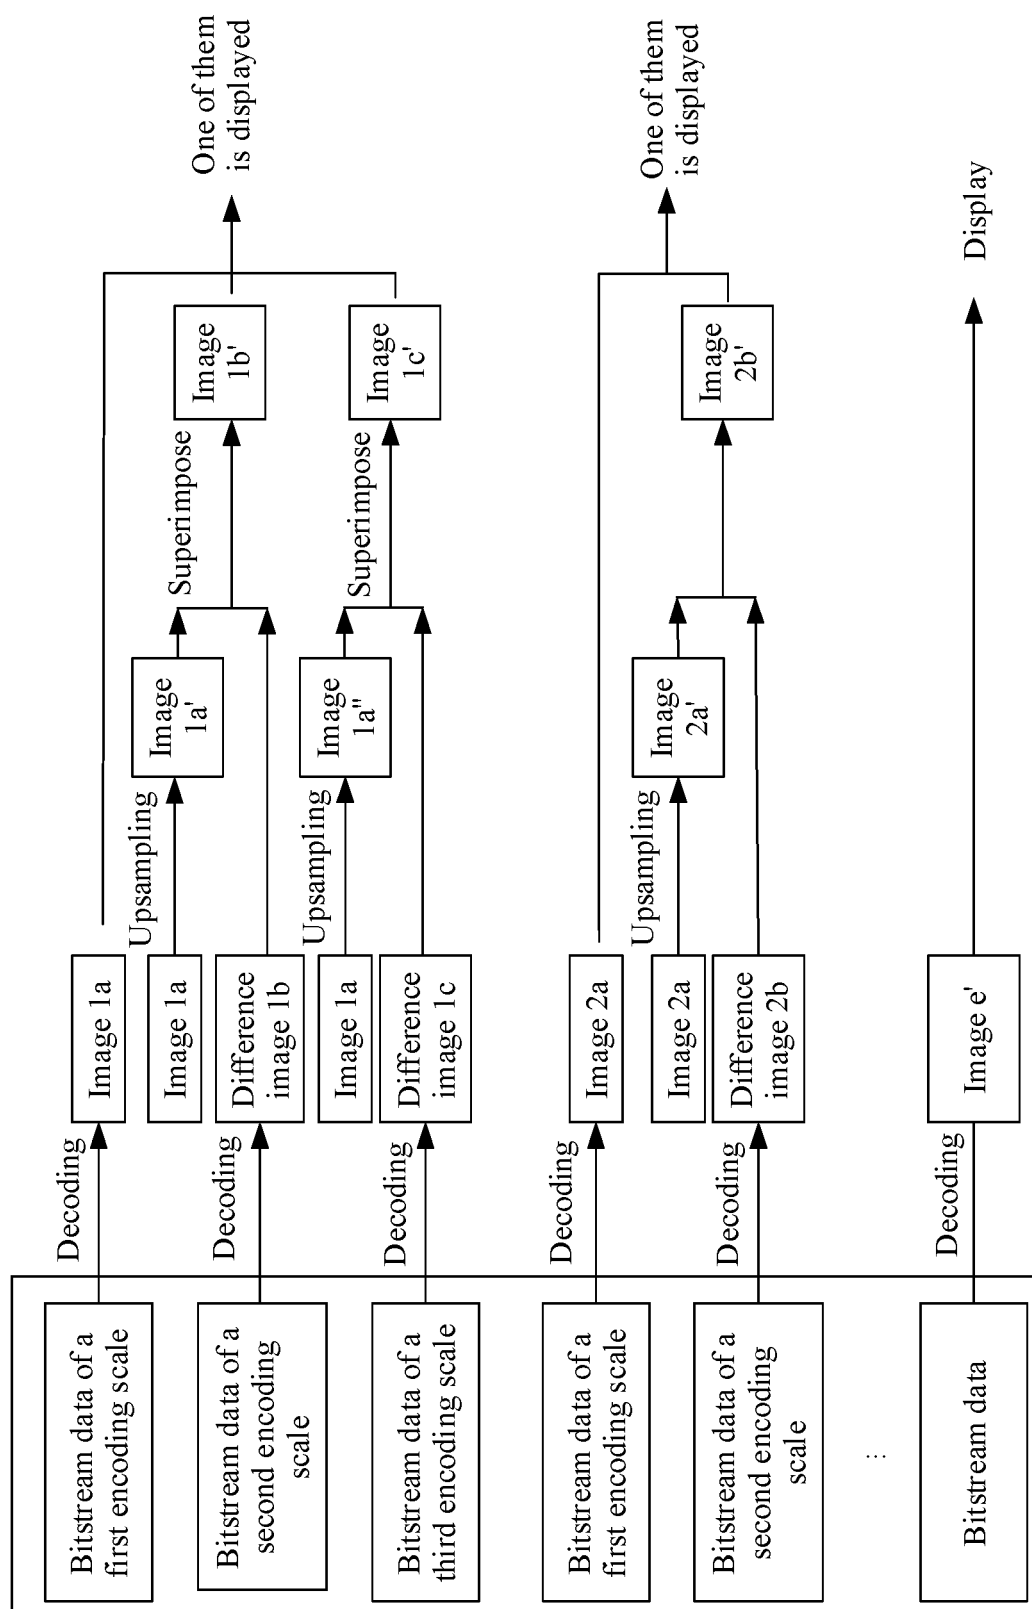 Bitstream data of a
first encoding scale
Decoding
Image 1a
Upsampling
Image 1a
Image
1a'
Superimpose
Image
1b'
One of them
is displayed
Bitstream data of a
second encoding
scale
Decoding
Difference
image 1b
Upsampling
Image 1a
Image
1a''
Superimpose
Image
1c'
Bitstream data of a
third encoding scale
Decoding
Difference
image 1c
Bitstream data of a
first encoding scale
Decoding
Image 2a
Upsampling
Image 2a
Image
2a'
Image
2b'
One of them
is displayed
Bitstream data of a
second encoding
scale
Decoding
Difference
image 2b
...
Bitstream data
Decoding
Image e'
Display